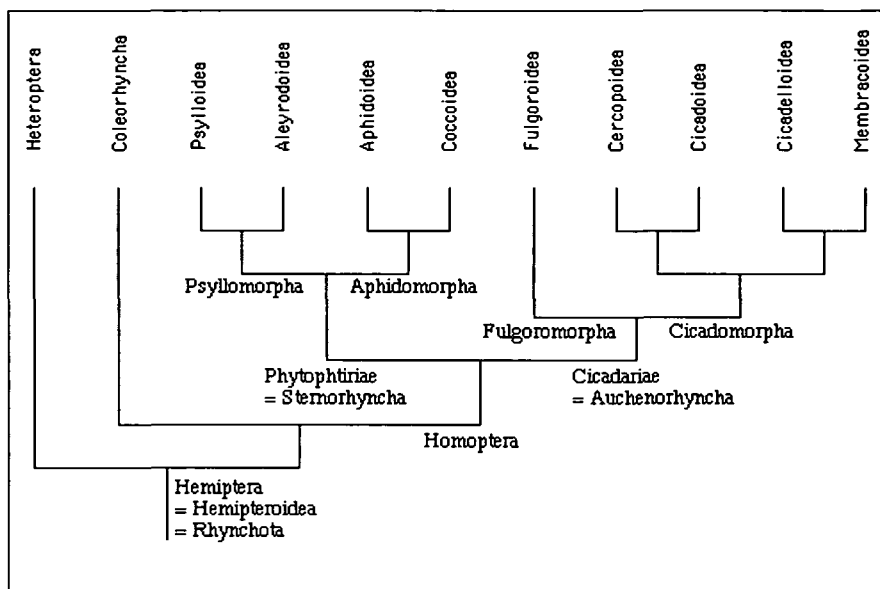 Heteroptera
Coleorhyncha
Psylloidea
Aleyrodoidea
Aphidoidea
Coccoidea
Fulgoroidea
Cercopoidea
Cicadoidea
Cicadelloidea
Membracoidea
Psyllomorpha
Aphidomorpha
Fulgoromorpha
Cicadomorpha
Phytophtiriae
= Sternorhyncha
Cicadariae
= Auchenorhyncha
Homoptera
Hemiptera
= Hemipteroidea
= Rhynchota